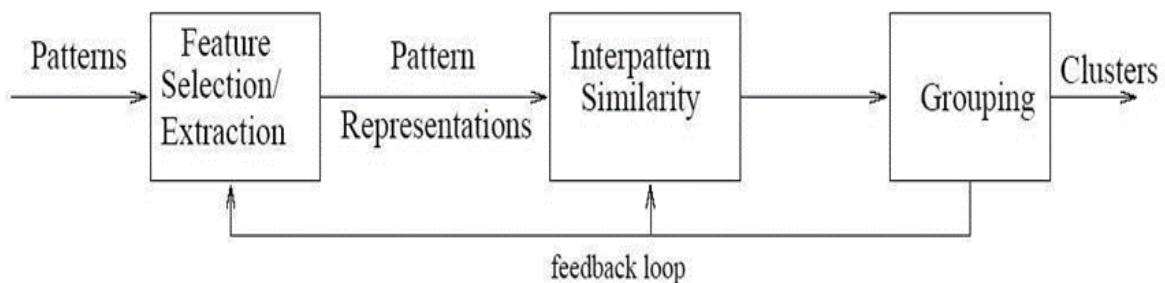 Patterns
Feature
Selection/
Extraction
Pattern
Representations
Interpattern
Similarity
Grouping
Clusters
feedback loop